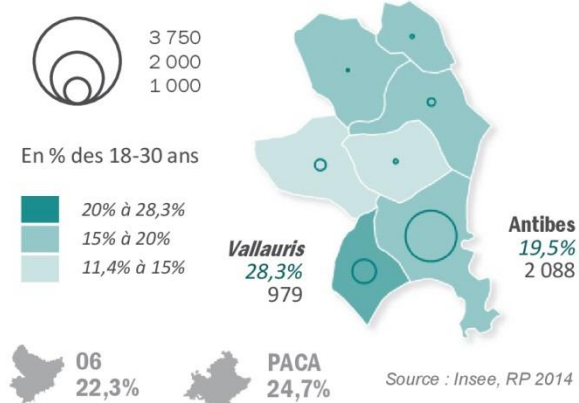 3 750
2 000
1 000
En % des 18-30 ans
20% à 28,3%
15% à 20%
11,4% à 15%
Vallauris
28,3%
979
Antibes
19,5%
2 088
06
22,3%
PACA
24,7%
Source : Insee, RP 2014